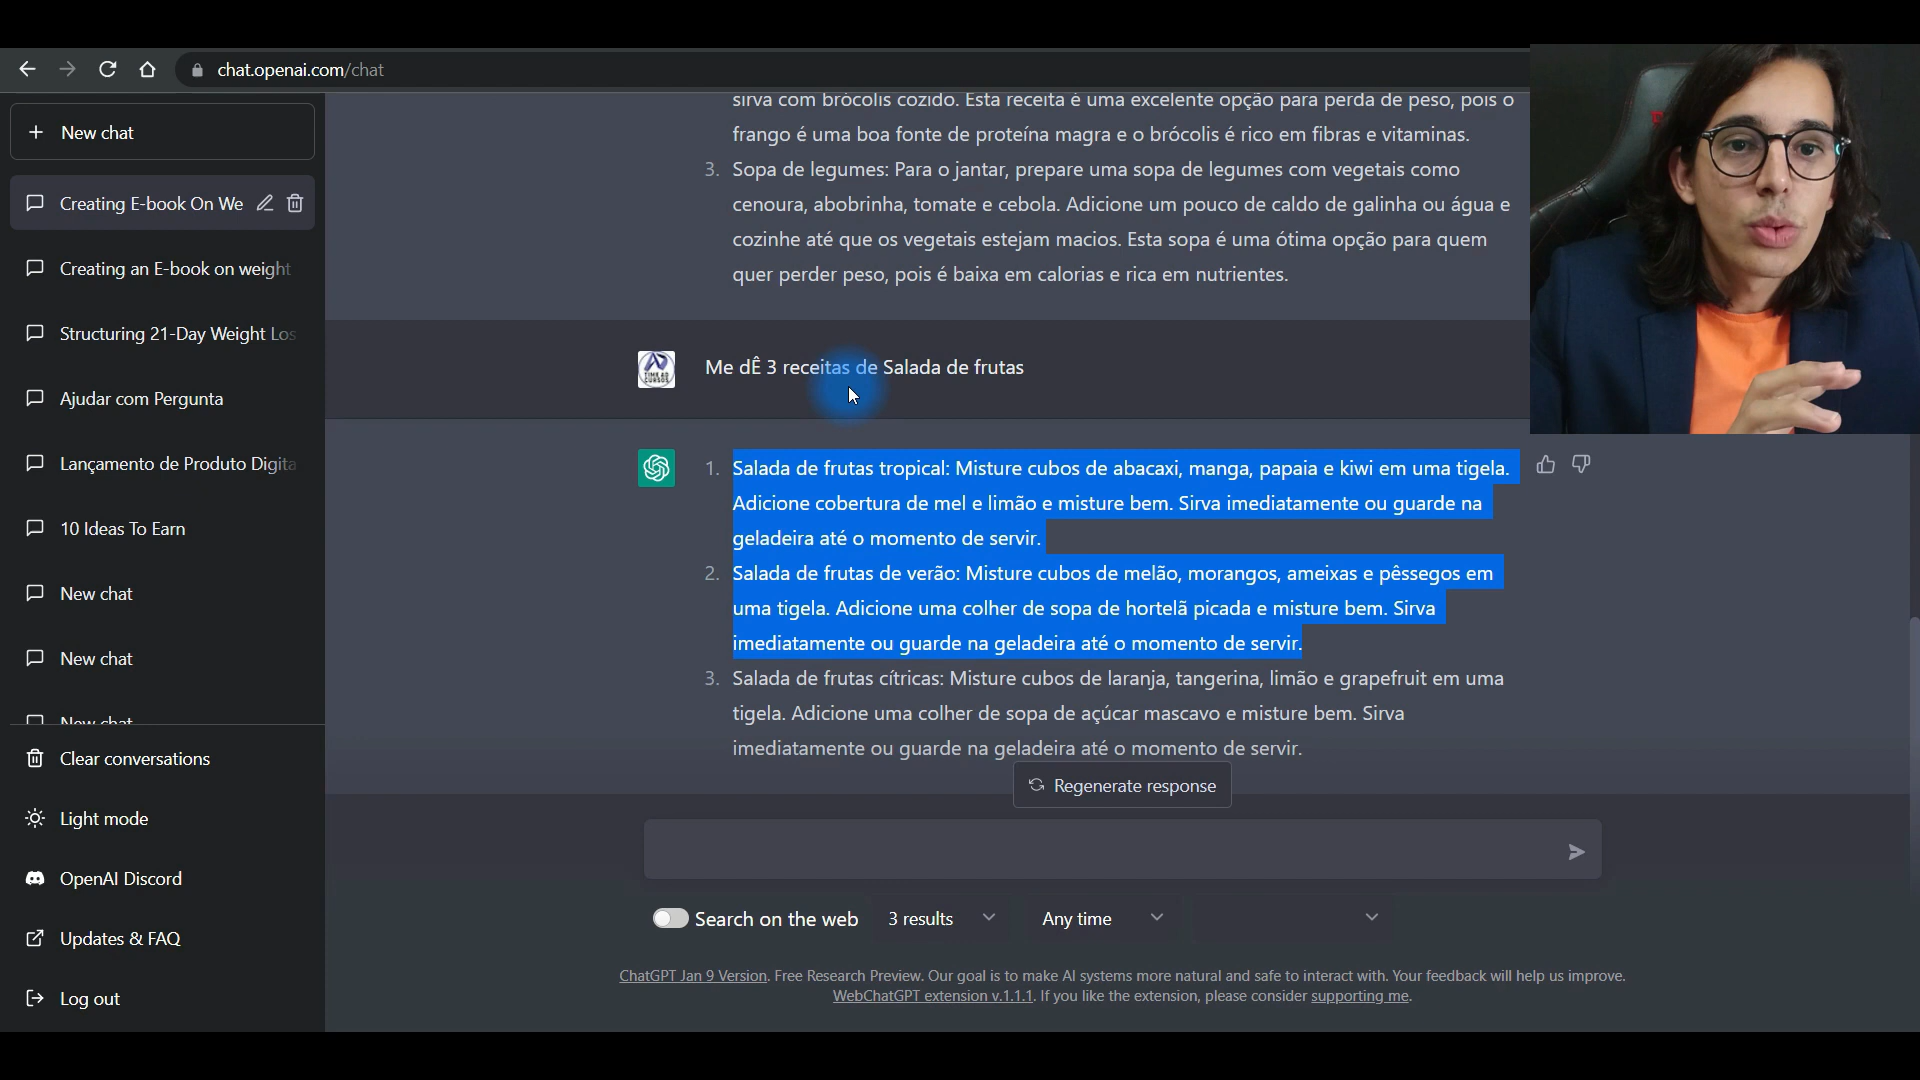 chat.openai.com/chat
New chat
Creating E-book On We
Creating an E-book on weight
Structuring 21-Day Weight Los
Ajudar com Pergunta
Lançamento de Produto Digita
10 Ideas To Earn
New chat
New chat
New chat
Clear conversations
Light mode
OpenAI Discord
Updates & FAQ
Log out
sirva com brócolis cozido. Esta receita é uma excelente opção para perda de peso, pois o
frango é uma boa fonte de proteína magra e o brócolis é rico em fibras e vitaminas.
3. Sopa de legumes: Para o jantar, prepare uma sopa de legumes com vegetais como
cenoura, abobrinha, tomate e cebola. Adicione um pouco de caldo de galinha ou água e
cozinhe até que os vegetais estejam macios. Esta sopa é uma ótima opção para quem
quer perder peso, pois é baixa em calorias e rica em nutrientes.
TIME AD
CURSOS
Me dÊ 3 receitas de Salada de frutas
1. Salada de frutas tropical: Misture cubos de abacaxi, manga, papaia e kiwi em uma tigela.
Adicione cobertura de mel e limão e misture bem. Sirva imediatamente ou guarde na
geladeira até o momento de servir.
2. Salada de frutas de verão: Misture cubos de melão, morangos, ameixas e pêssegos em
uma tigela. Adicione uma colher de sopa de hortelã picada e misture bem. Sirva
imediatamente ou guarde na geladeira até o momento de servir.
3. Salada de frutas cítricas: Misture cubos de laranja, tangerina, limão e grapefruit em uma
tigela. Adicione uma colher de sopa de açúcar mascavo e misture bem. Sirva
imediatamente ou guarde na geladeira até o momento de servir.
Regenerate response
Search on the web 3 results Any time
ChatGPT Jan 9 Version. Free Research Preview. Our goal is to make AI systems more natural and safe to interact with. Your feedback will help us improve.
WebChatGPT extension v.1.1.1. If you like the extension, please consider supporting me.